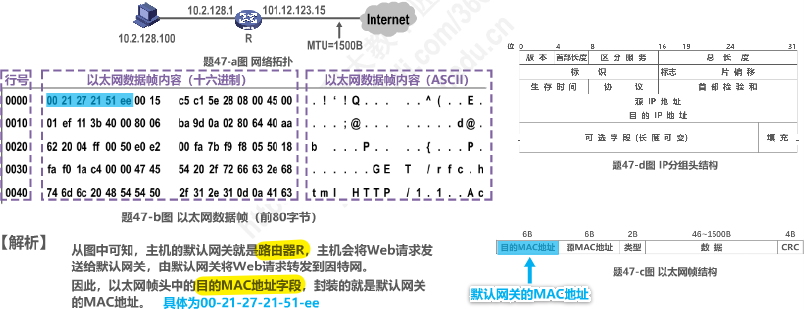 10.2.128.1
101.12.123.15
Internet
10.2.128.100
R
MTU=1500B
题47-a图 网络拓扑
行号
以太网数据帧内容（十六进制）
以太网数据帧内容（ASCII）
0000 00 21 27 21 51 ee 00 15 c5 c1 5e 28 08 00 45 00 . ! ' ! Q . . . . . ^ ( . . E .
0010 01 ef 11 3b 40 00 80 06 ba 9d 0a 02 80 64 40 aa . . . ; @ . . . . . . . . d @ .
0020 62 20 04 ff 00 50 e0 e2 00 fa 7b f9 f8 05 50 18 b . . . P . . . . { . . . P .
0030 fa f0 1a c4 00 00 47 45 54 20 2f 72 66 63 2e 68 . . . . . . GE T / r f c . h
0040 74 6d 6c 20 48 54 54 50 2f 31 2e 31 0d 0a 41 63 t m l HTTP / 1 . 1 . . Ac
题47-b图 以太网数据帧（前80字节）
位 0 4 8 16 19 24 31
版 本 首部长度 区 分 服 务 总 长 度
标 识 标志 片 偏 移
生 存 时 间 协 议 首 部 检 验 和
源 IP 地 址
目 的 IP 地 址
可 选 字 段 (长 度 可 变) 填 充
题47-d图 IP分组头结构
【解析】
从图中可知，主机的默认网关就是路由器R，主机会将Web请求发
送给默认网关，由默认网关将Web请求转发到因特网。
因此，以太网帧头中的目的MAC地址字段，封装的就是默认网关
的MAC地址。 具体为00-21-27-21-51-ee
6B 6B 2B 46~1500B 4B
目的MAC地址 源MAC地址 类型 数 据 CRC
默认网关的MAC地址
题47-c图 以太网帧结构